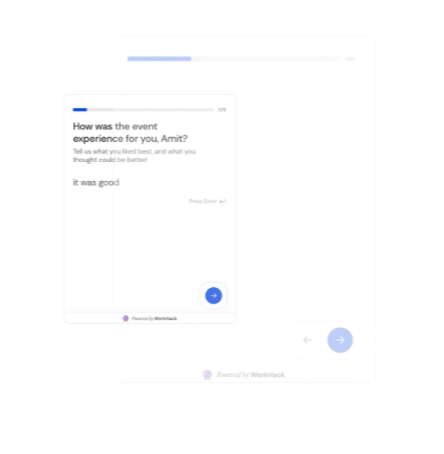 10%
How was the event
experience for you, Amit?
Tell us what you liked best, and what you
thought could be better!
it was good
Press Enter ↵
Powered by WorkHack
Powered by WorkHack